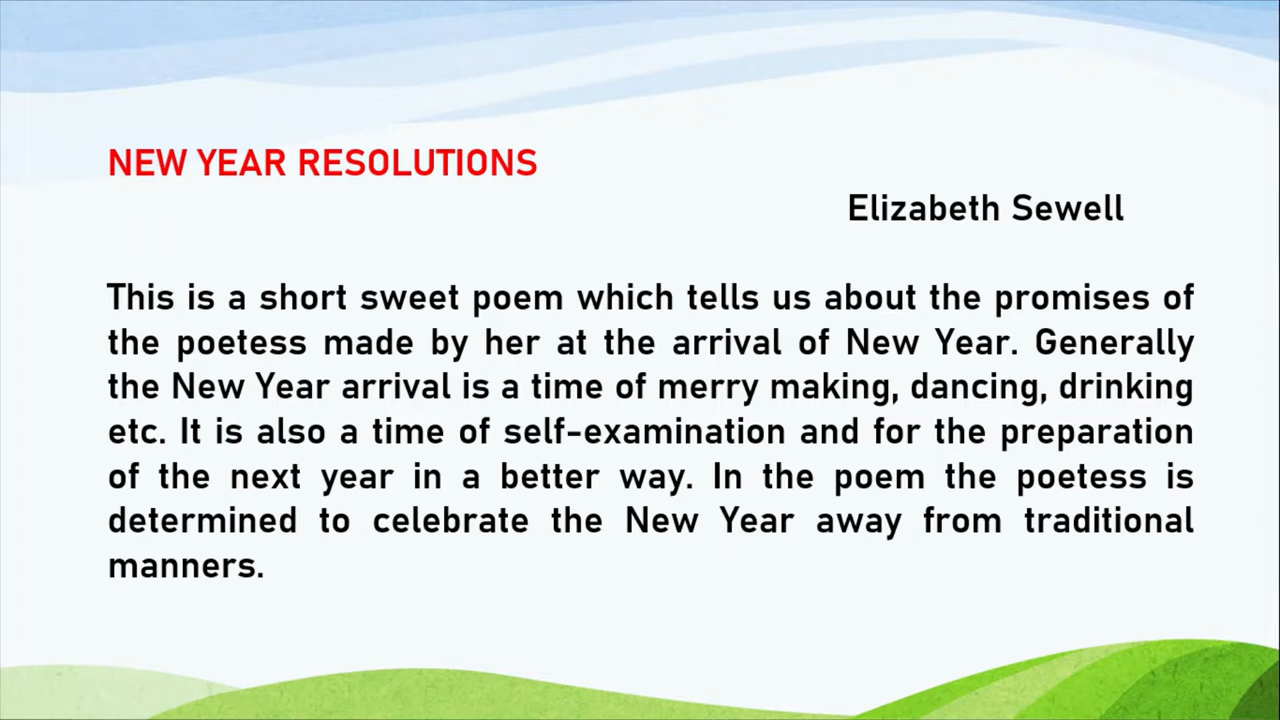 NEW YEAR RESOLUTIONS
Elizabeth Sewell
This is a short sweet poem which tells us about the promises of
the poetess made by her at the arrival of New Year. Generally
the New Year arrival is a time of merry making, dancing, drinking
etc. It is also a time of self-examination and for the preparation
of the next year in a better way. In the poem the poetess is
determined to celebrate the New Year away from traditional
manners.